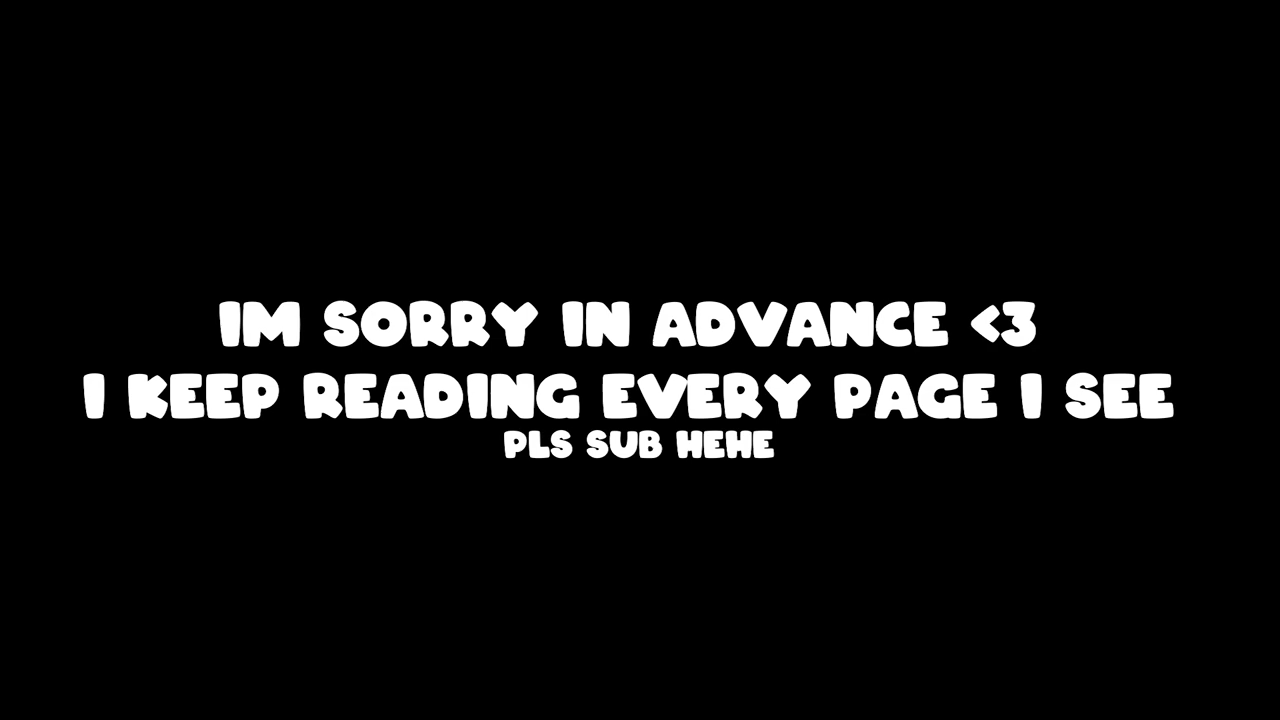 IM SORRY IN ADVANCE <3
I KEEP READING EVERY PAGE I SEE
PLS SUB HEHE